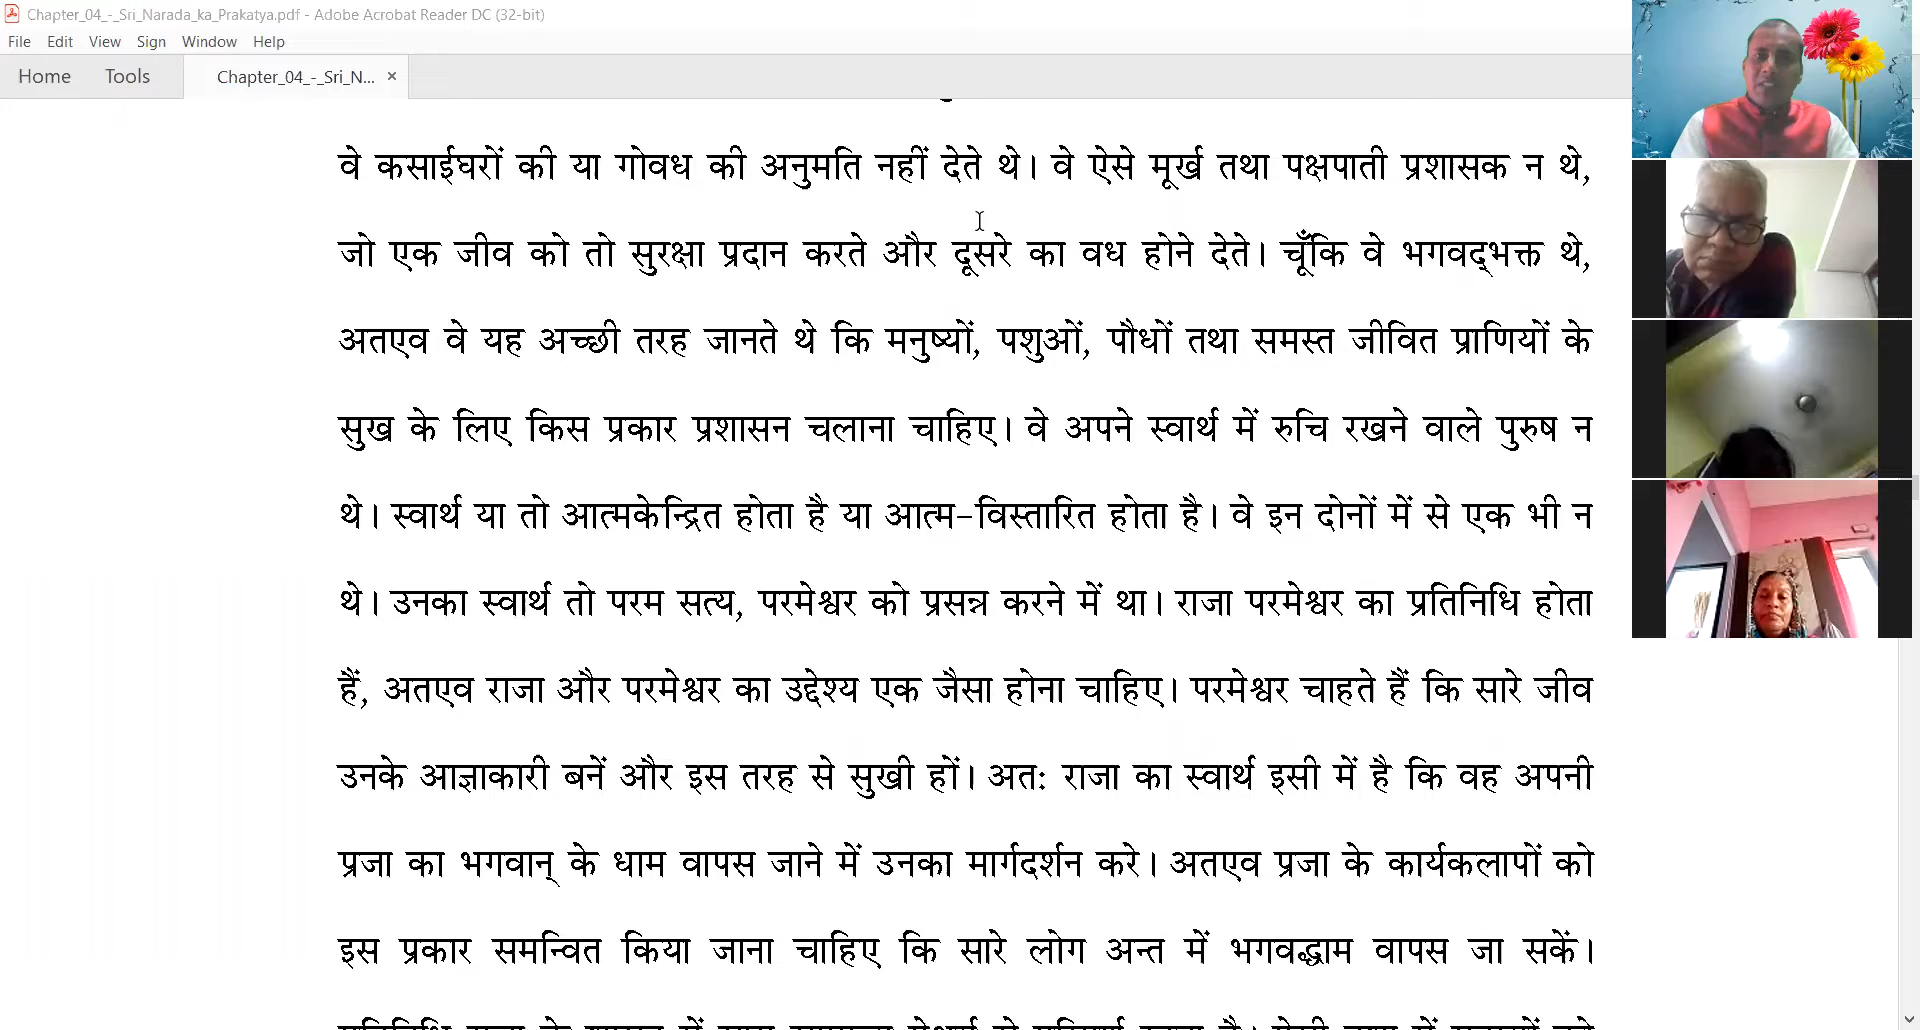 Chapter_04_-_Sri_Narada_ka_Prakatya.pdf - Adobe Acrobat Reader DC (32-bit)
File Edit View Sign Window Help
Home Tools Chapter_04_-_Sri_N... ×
वे कसाईघरों की या गोवध की अनुमति नहीं देते थे। वे ऐसे मूर्ख तथा पक्षपाती प्रशासक न थे,
जो एक जीव को तो सुरक्षा प्रदान करते और दूसरे का वध होने देते। चूँकि वे भगवद्‌भक्त थे,
अतएव वे यह अच्छी तरह जानते थे कि मनुष्यों, पशुओं, पौधों तथा समस्त जीवित प्राणियों के
सुख के लिए किस प्रकार प्रशासन चलाना चाहिए। वे अपने स्वार्थ में रुचि रखने वाले पुरुष न
थे। स्वार्थ या तो आत्मकेन्द्रित होता है या आत्म-विस्तारित होता है। वे इन दोनों में से एक भी न
थे। उनका स्वार्थ तो परम सत्य, परमेश्वर को प्रसन्न करने में था। राजा परमेश्वर का प्रतिनिधि होता
हैं, अतएव राजा और परमेश्वर का उद्देश्य एक जैसा होना चाहिए। परमेश्वर चाहते हैं कि सारे जीव
उनके आज्ञाकारी बनें और इस तरह से सुखी हों। अतः राजा का स्वार्थ इसी में है कि वह अपनी
प्रजा का भगवान् के धाम वापस जाने में उनका मार्गदर्शन करे। अतएव प्रजा के कार्यकलापों को
इस प्रकार समन्वित किया जाना चाहिए कि सारे लोग अन्त में भगवद्धाम वापस जा सकें।